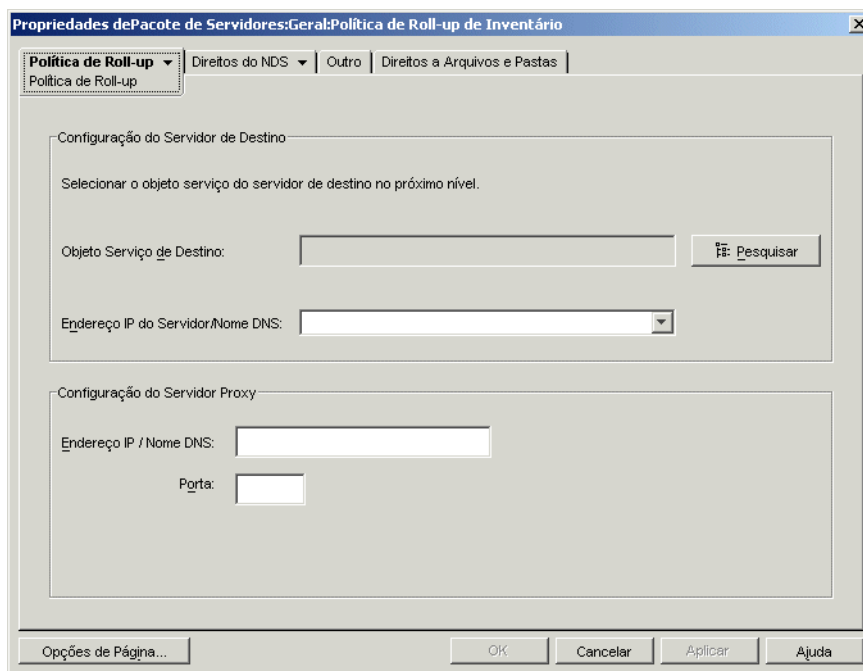 Propriedades dePacote de Servidores:Geral:Política de Roll-up de Inventário
Política de Roll-up Direitos do NDS Outro Direitos a Arquivos e Pastas
Política de Roll-up
Configuração do Servidor de Destino
Selecionar o objeto serviço do servidor de destino no próximo nível.
Objeto Serviço de Destino: Pesquisar
Endereço IP do Servidor/Nome DNS:
Configuração do Servidor Proxy
Endereço IP / Nome DNS:
Porta:
Opções de Página... OK Cancelar Aplicar Ajuda